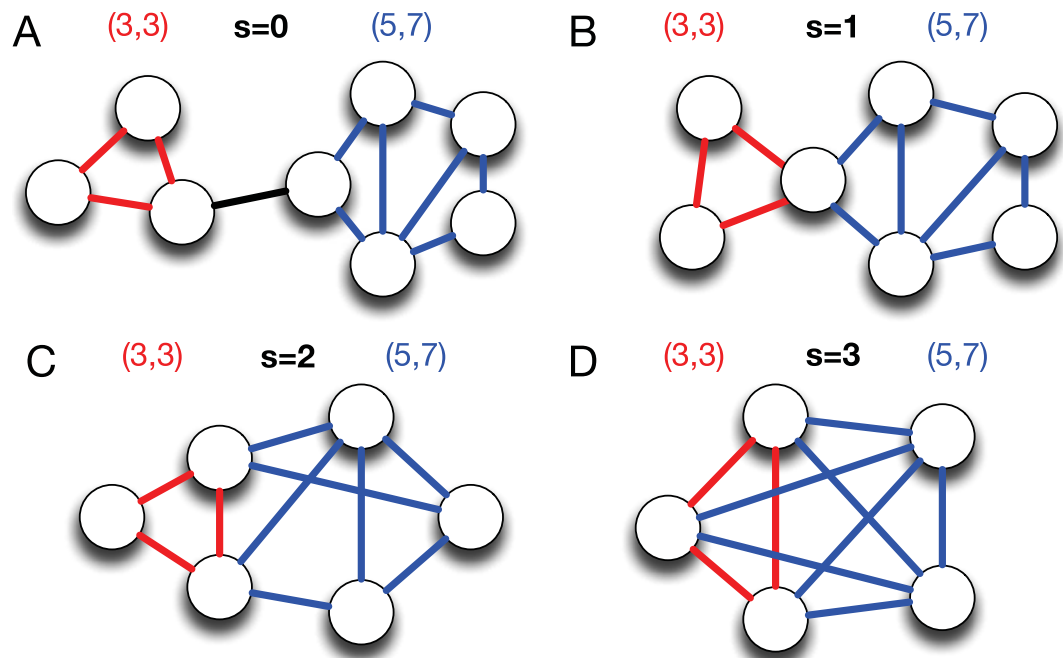 A (3,3) s=0 (5,7)
B (3,3) s=1 (5,7)
C (3,3) s=2 (5,7)
D (3,3) s=3 (5,7)